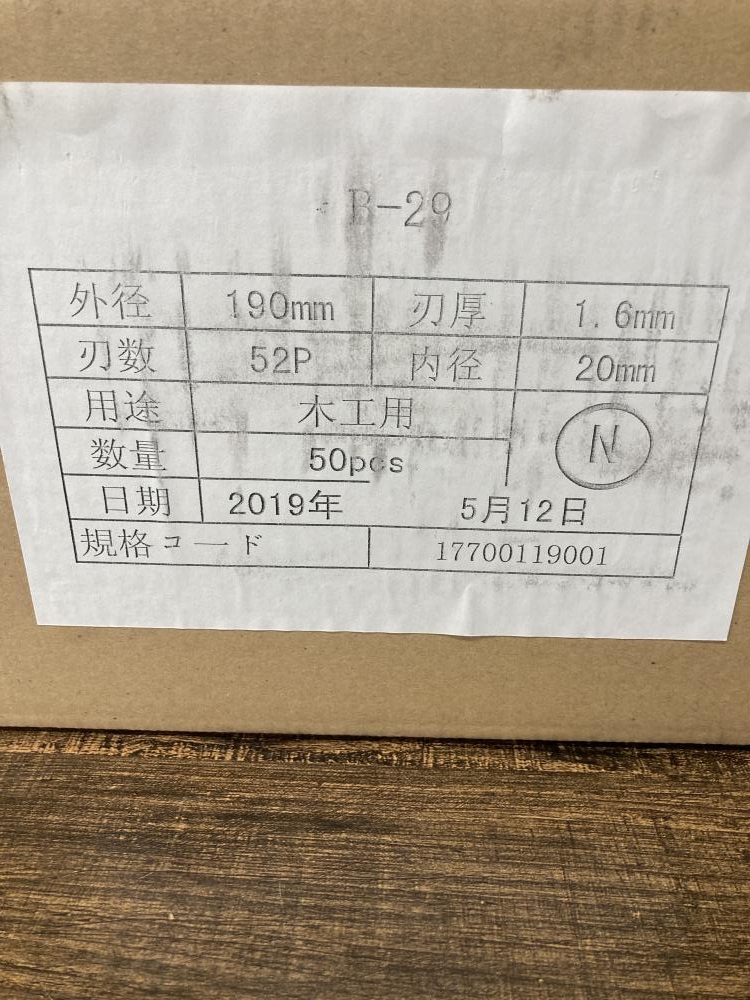 B-29
外径 190mm 刃厚 1.6mm
刃数 52P 内径 20mm
用途 木工用
N
数量 50pcs
日期 2019年 5月12日
規格コード 17700119001